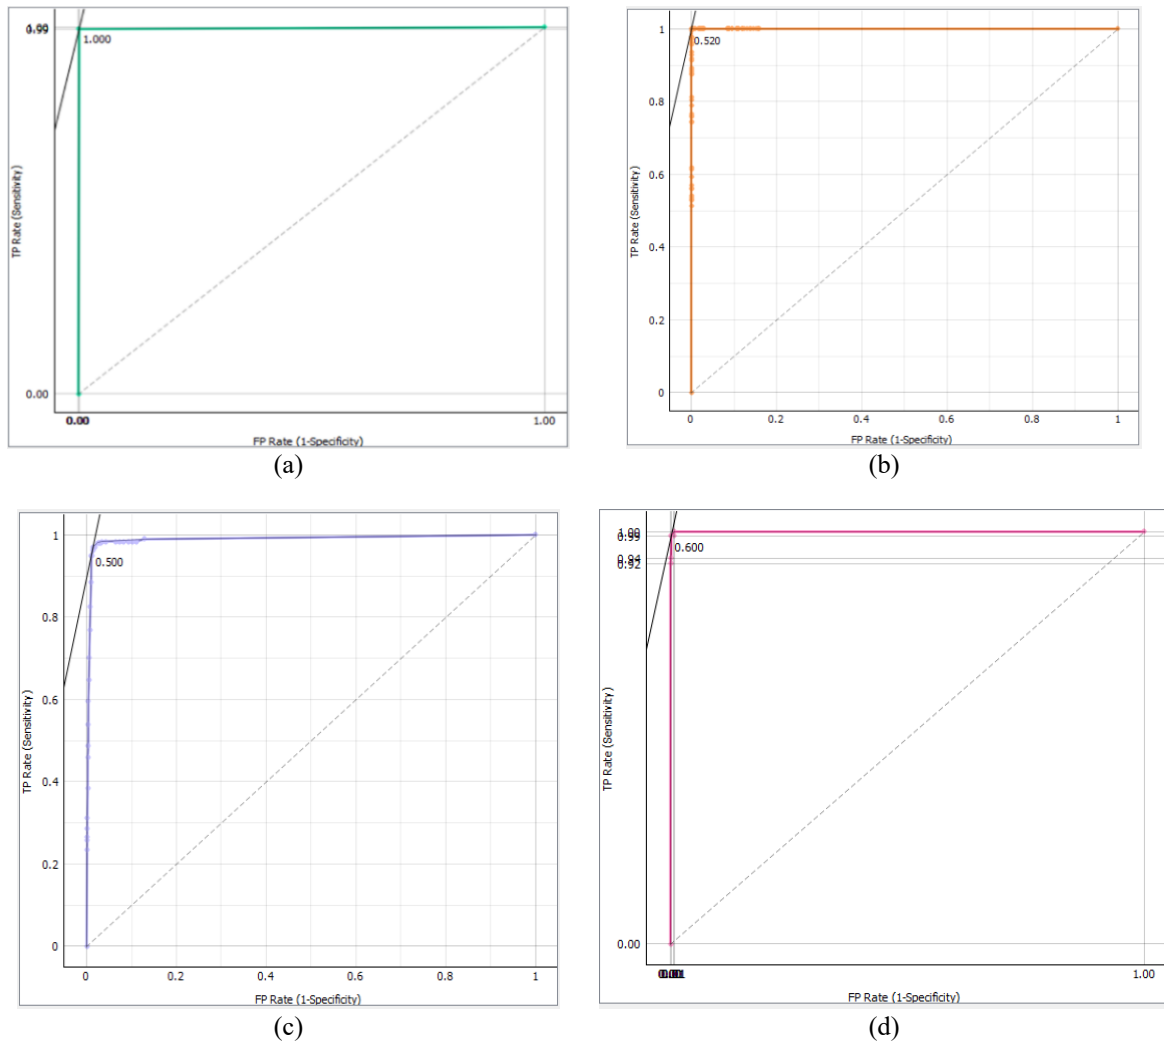 1.000
TP Rate (Sensitivity)
0.00
1.00
FP Rate (1-Specificity)
(a)
1
0.520
0.8
0.6
0.4
0.2
0
TP Rate (Sensitivity)
0 0.2 0.4 0.6 0.8 1
FP Rate (1-Specificity)
(b)
1
0.500
0.8
0.6
0.4
0.2
0
TP Rate (Sensitivity)
0 0.2 0.4 0.6 0.8 1
FP Rate (1-Specificity)
(c)
0.600
0.94
0.92
TP Rate (Sensitivity)
0.00
1.00
FP Rate (1-Specificity)
(d)